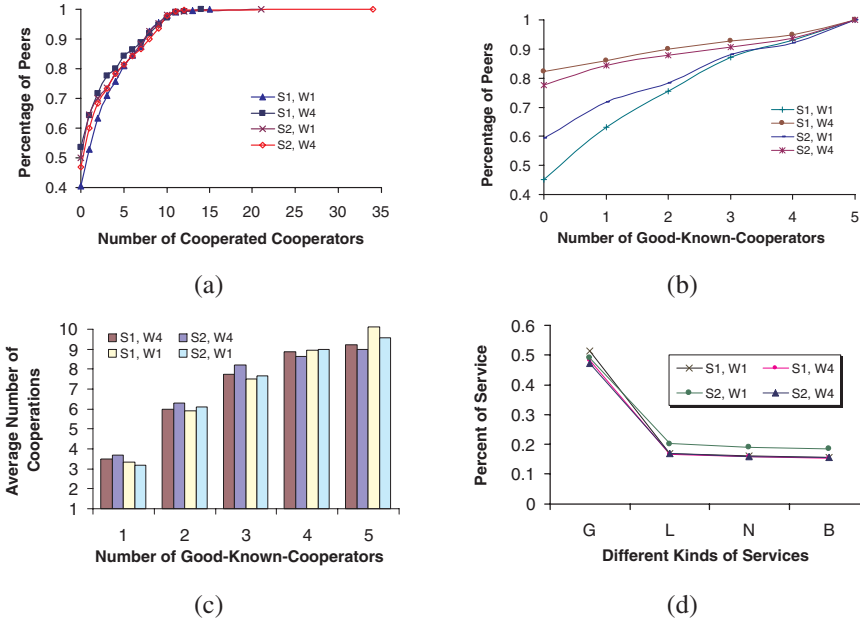 1
0.9
0.8
0.7
0.6
0.5
0.4
Percentage of Peers
S1, W1
S1, W4
S2, W1
S2, W4
0 5 10 15 20 25 30 35
Number of Cooperated Cooperators
(a)
1
0.9
0.8
0.7
0.6
0.5
0.4
Percentage of Peers
S1, W1
S1, W4
S2, W1
S2, W4
0 1 2 3 4 5
Number of Good-Known-Cooperators
(b)
10
9
8
7
6
5
4
3
2
1
Average Number of
Cooperations
S1, W4 S2, W4
S1, W1 S2, W1
1 2 3 4 5
Number of Good-Known-Cooperators
(c)
0.6
0.5
0.4
0.3
0.2
0.1
0
Percent of Service
S1, W1 S1, W4
S2, W1 S2, W4
G L N B
Different Kinds of Services
(d)